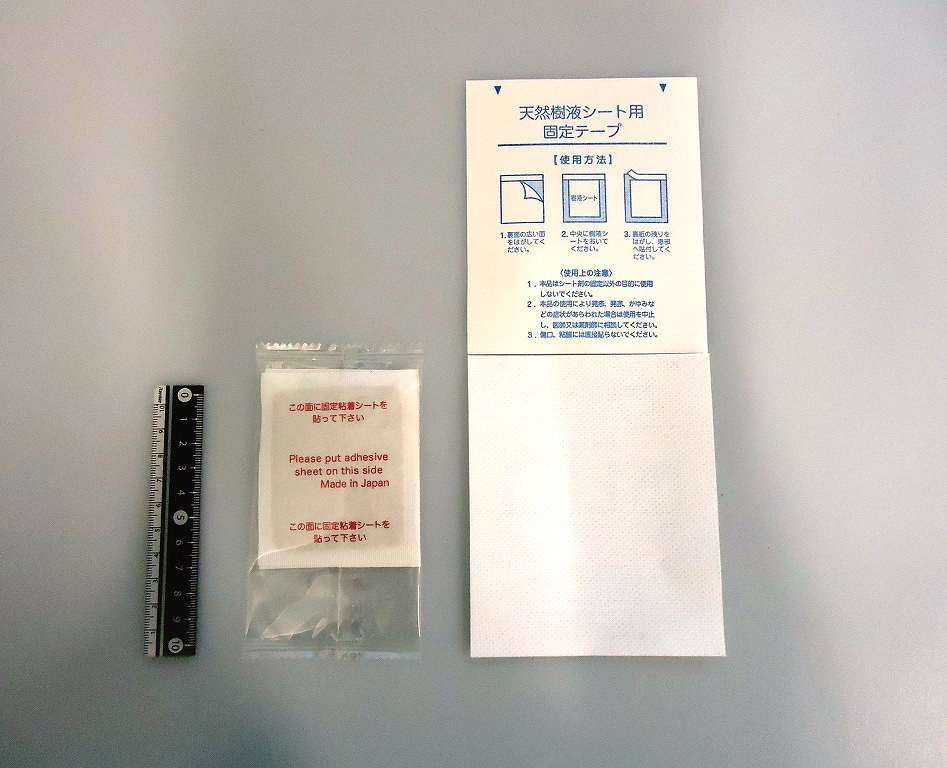 天然樹液シート用
固定テープ
【使用方法】
樹液シート
1. 裏面の広い面
をはがしてく
ださい。
2. 中央に樹液シ
ートをおいて
ください。
3. 裏紙の残りを
はがし、患部
へ貼付してく
ださい。
〈使用上の注意〉
1. 本品はシート剤の固定以外の目的に使用
しないでください。
2. 本品の使用により発疹、発赤、かゆみな
どの症状があらわれた場合は使用を中止
し、医師又は薬剤師に相談してください。
3. 傷口、粘膜には直接貼らないでください。
この面に固定粘着シートを
貼って下さい
Please put adhesive
sheet on this side
Made in Japan
この面に固定粘着シートを
貼って下さい
0
1
2
3
4
5
6
7
8
9
10